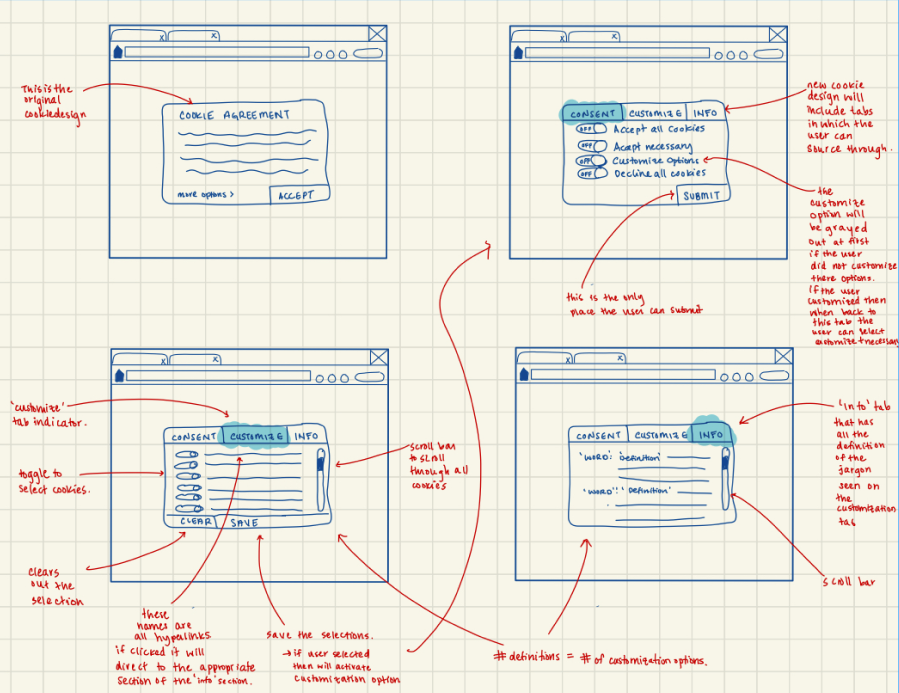 This is the
original
cookie design
x
x
COOKIE AGREEMENT
more options >
ACCEPT
x
x
CONSENT
CUSTOMIZE
INFO
OFF
Accept all cookies
OFF
Accept necessary
OFF
Customize Options
OFF
Decline all cookies
SUBMIT
new cookie
design will
include tabs
in which the
user can
source through.
the
customize
option will
be grayed
out at first
if the user
did not customize
there options.
If the user
customized then
when back to
this tab the
user can select
customize + necessary
this is the only
place the user can submit
x
x
'customize'
tab indicator.
CONSENT
CUSTOMIZE
INFO
toggle to
select cookies.
scroll bar
to scroll
through all
cookies
CLEAR
SAVE
clears
out the
selection
these
names are
all hypalinks
if clicked it will
direct to the appropriate
section of the 'info' section.
save the selections.
→ if user selected
then will activate
customization option
x
x
CONSENT
CUSTOMIZE
INFO
'WORD': 'Definition'
'WORD': 'Definition'
'Info' tab
that has
all the
definition
of the
jargon
seen on
the
customization
tab
scroll bar
# definitions = # of customization options.